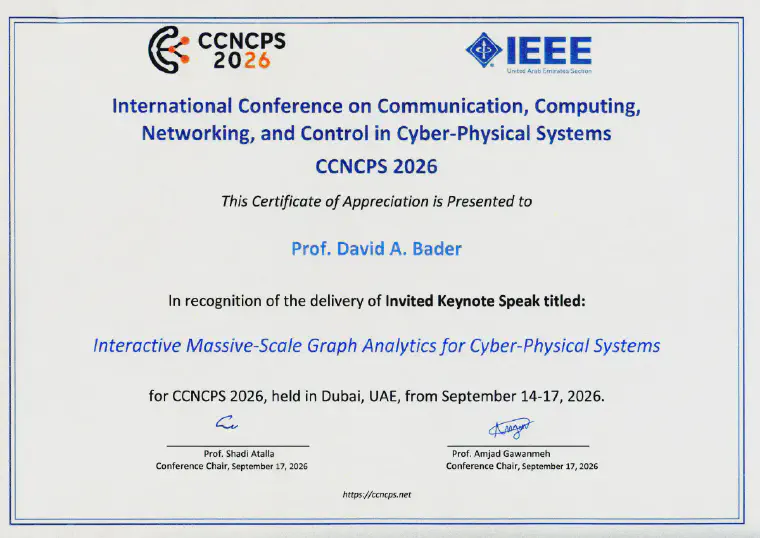 CCNCPS
2026
IEEE
United Arab Emirates Section
International Conference on Communication, Computing,
Networking, and Control in Cyber-Physical Systems
CCNCPS 2026
This Certificate of Appreciation is Presented to
Prof. David A. Bader
In recognition of the delivery of Invited Keynote Speak titled:
Interactive Massive-Scale Graph Analytics for Cyber-Physical Systems
for CCNCPS 2026, held in Dubai, UAE, from September 14-17, 2026.
Prof. Shadi Atalla
Conference Chair, September 17, 2026
Prof. Amjad Gawanmeh
Conference Chair, September 17, 2026
https://ccncps.net